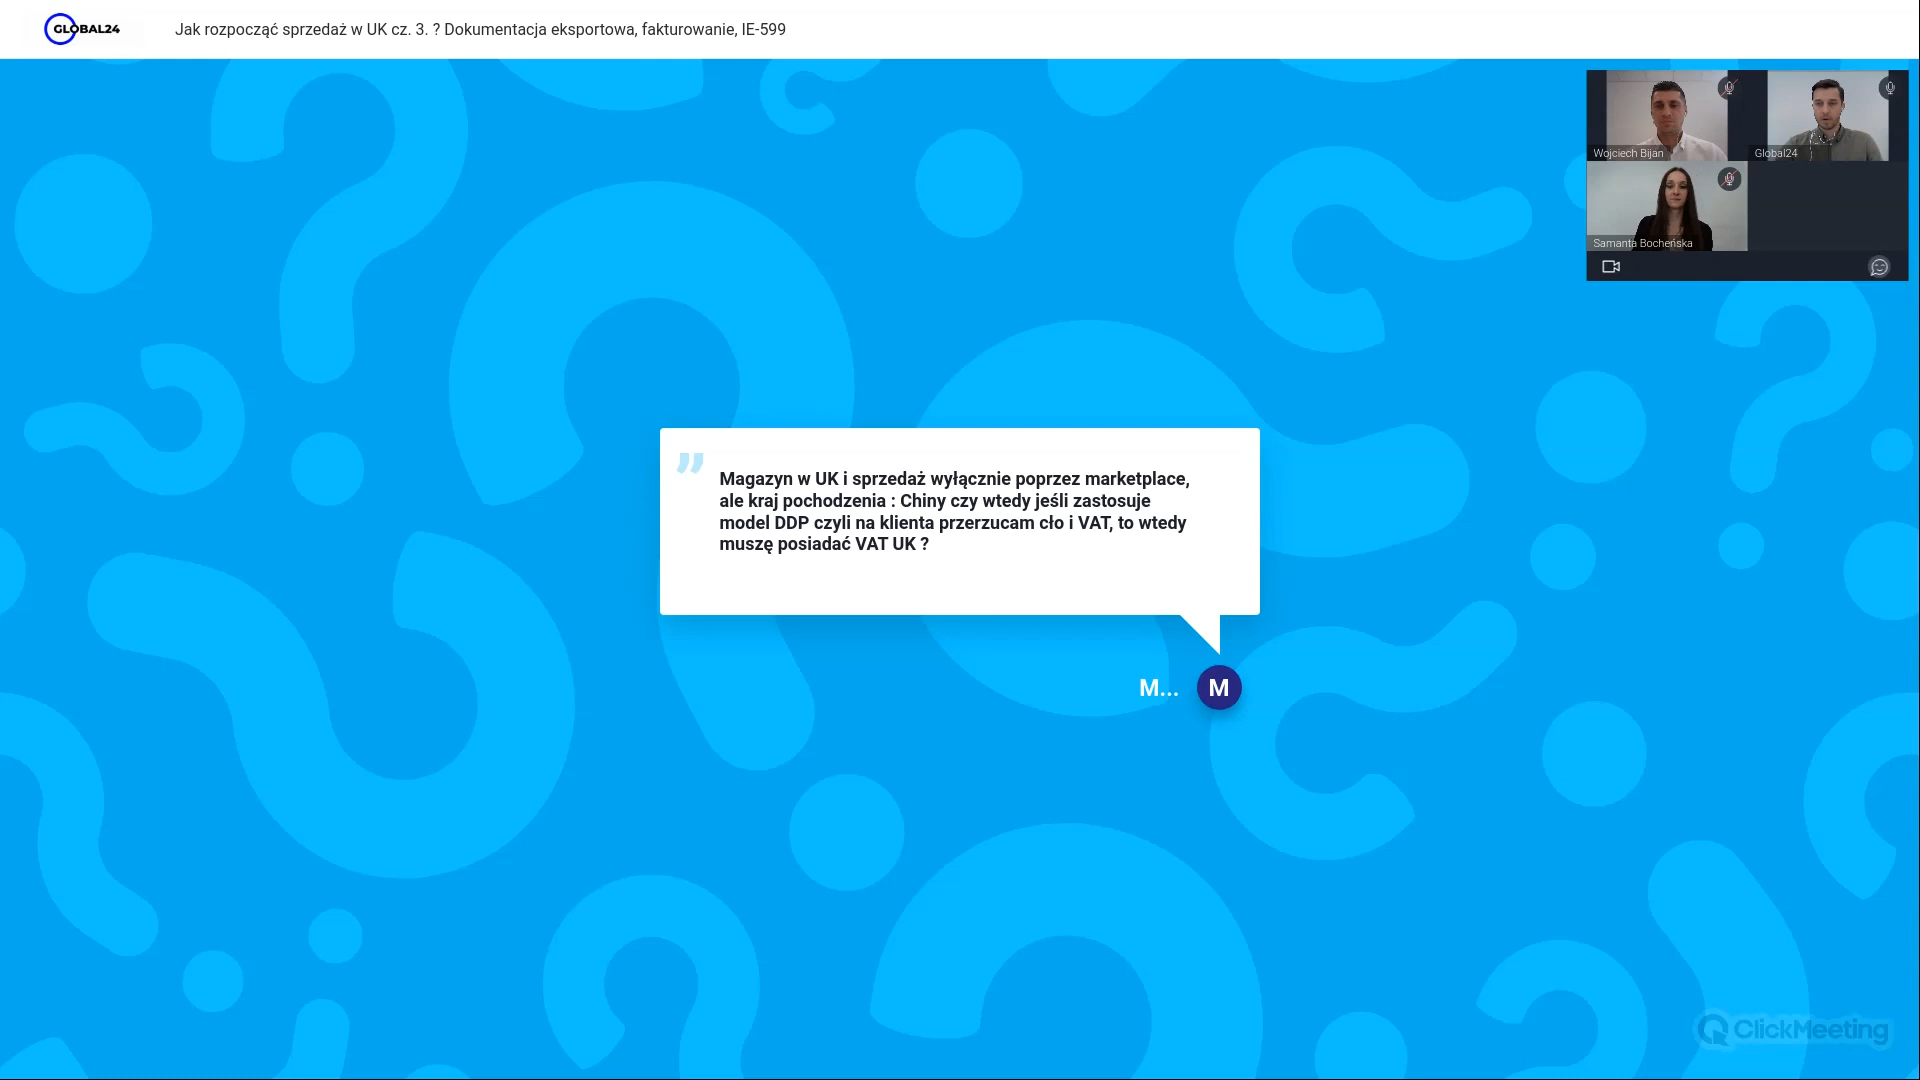 GLOBAL24
Jak rozpocząć sprzedaż w UK cz. 3. ? Dokumentacja eksportowa, fakturowanie, IE-599
Wojciech Bijan
Global24
Samanta Bocheńska
”
Magazyn w UK i sprzedaż wyłącznie poprzez marketplace,
ale kraj pochodzenia : Chiny czy wtedy jeśli zastosuje
model DDP czyli na klienta przerzucam cło i VAT, to wtedy
muszę posiadać VAT UK ?
M... M
ClickMeeting